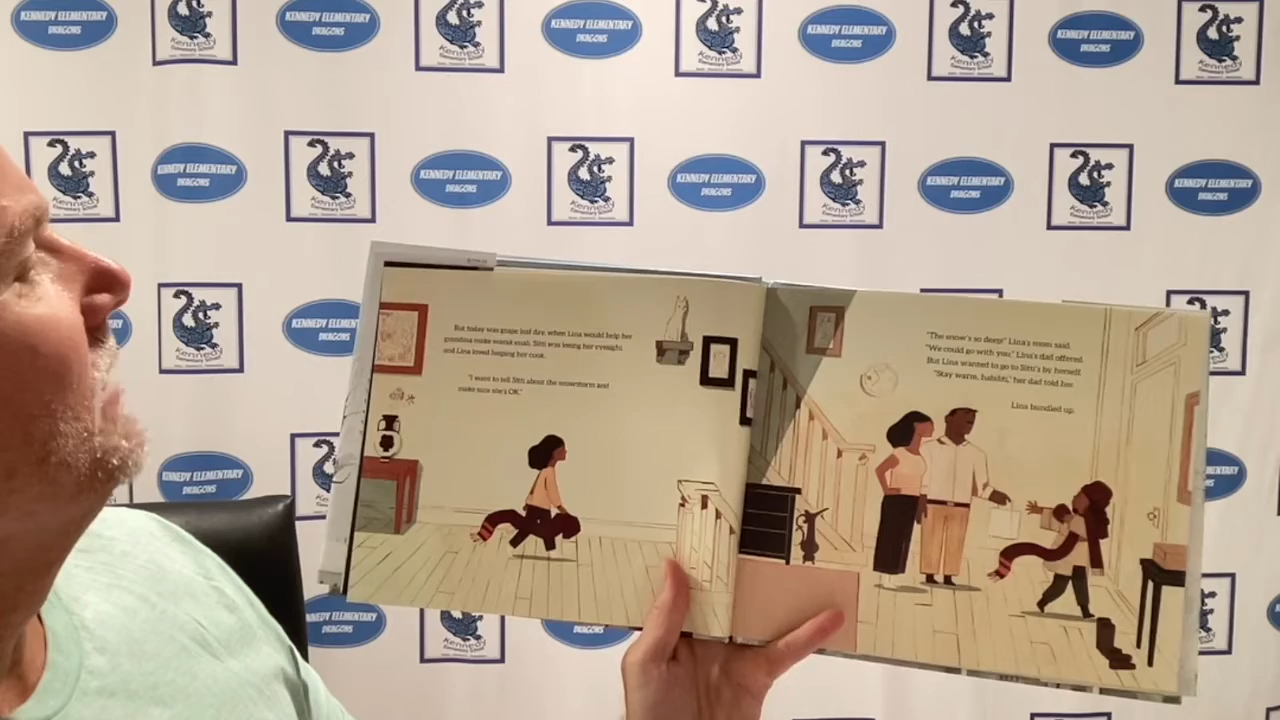 KENNEDY ELEMENTARY
DRAGONS
Kennedy
Elementary School
But today was grape leaf day, when Lina would help her
grandma make warak enab. Sitti was losing her eyesight,
and Lina loved helping her cook.
"I want to tell Sitti about the snowstorm and
make sure she's OK."
"The snow's so deep!" Lina's mom said.
"We could go with you," Lina's dad offered.
But Lina wanted to go to Sitti's by herself.
"Stay warm, habibti," her dad told her.
Lina bundled up.